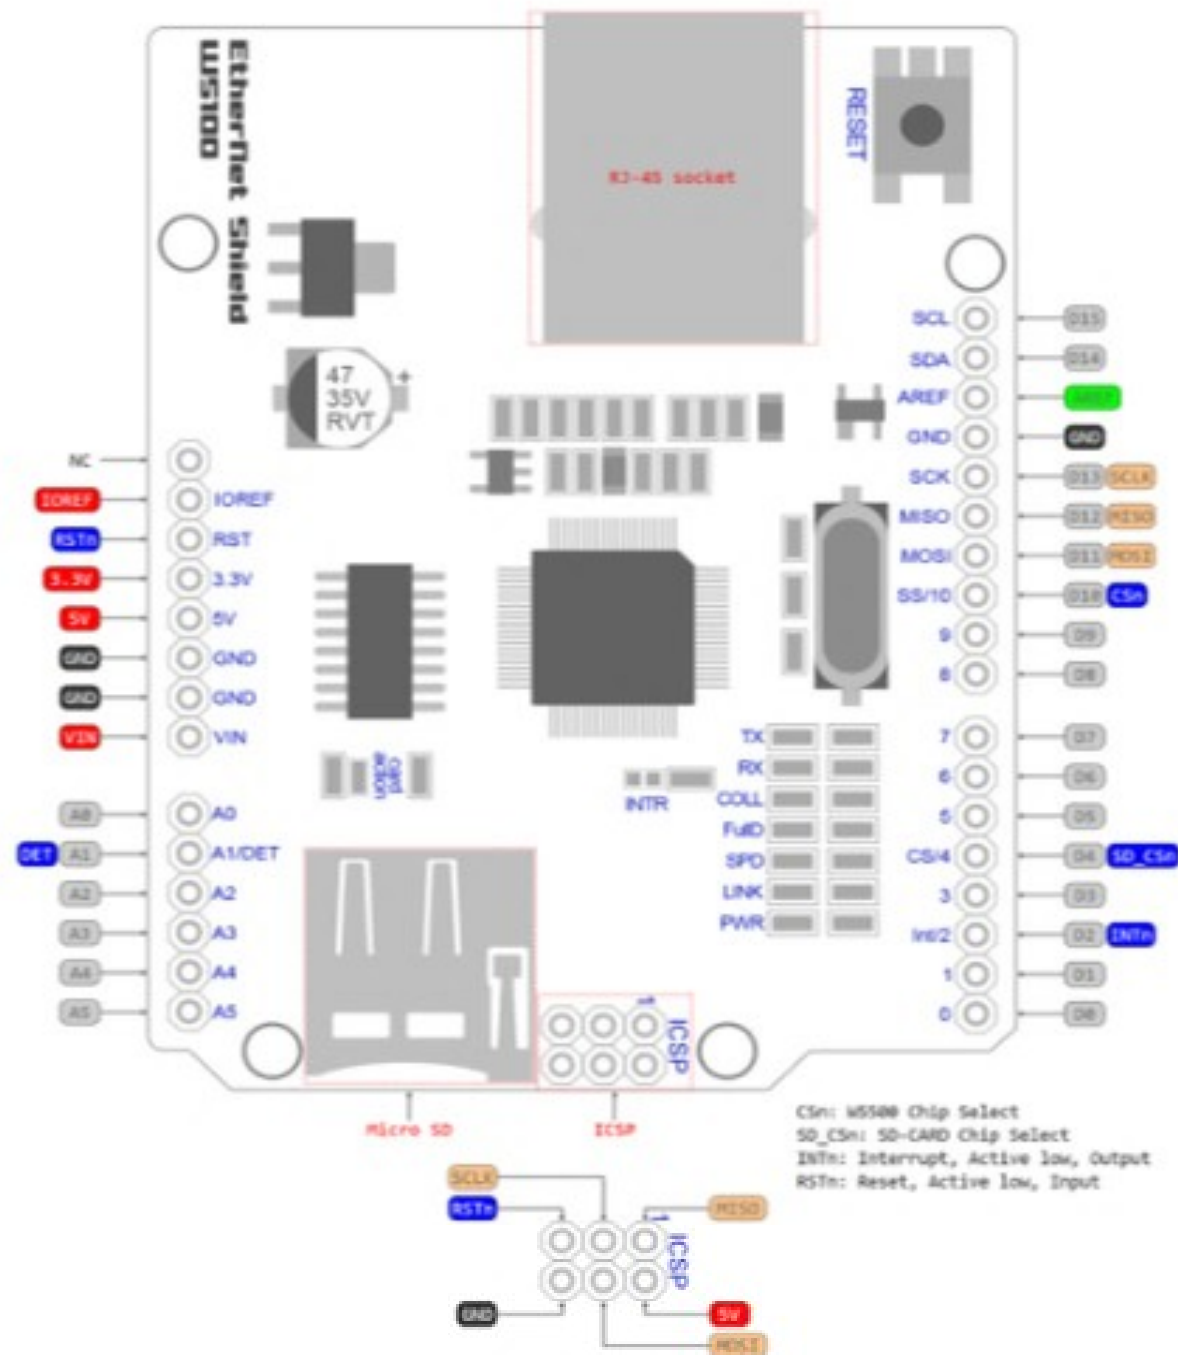 EtherNet Shield
W5100
RJ-45 socket
RESET
47
35V
RVT
+
SCL D15
SDA D14
AREF AREF
GND GND
SCK D13 SCLK
MISO D12 MISO
MOSI D11 MOSI
SS/10 D10 CSn
9 D9
8 D8
7 D7
6 D6
5 D5
CS/4 D4 SD_CSn
3 D3
Int/2 D2 INTn
1 D1
0 D0
NC
IOREF IOREF
RSTn RST
3.3V 3.3V
5V 5V
GND GND
GND GND
VIN VIN
A0 A0
DET A1 A1/DET
A2 A2
A3 A3
A4 A4
A5 A5
card
action
INTR
TX
RX
COLL
FullD
SPD
LINK
PWR
1
ICSP
Micro SD
ICSP
CSn: W5500 Chip Select
SD_CSn: SD-CARD Chip Select
INTn: Interrupt, Active low, Output
RSTn: Reset, Active low, Input
SCLK
RSTn
MISO
1
ICSP
GND
5V
MOSI